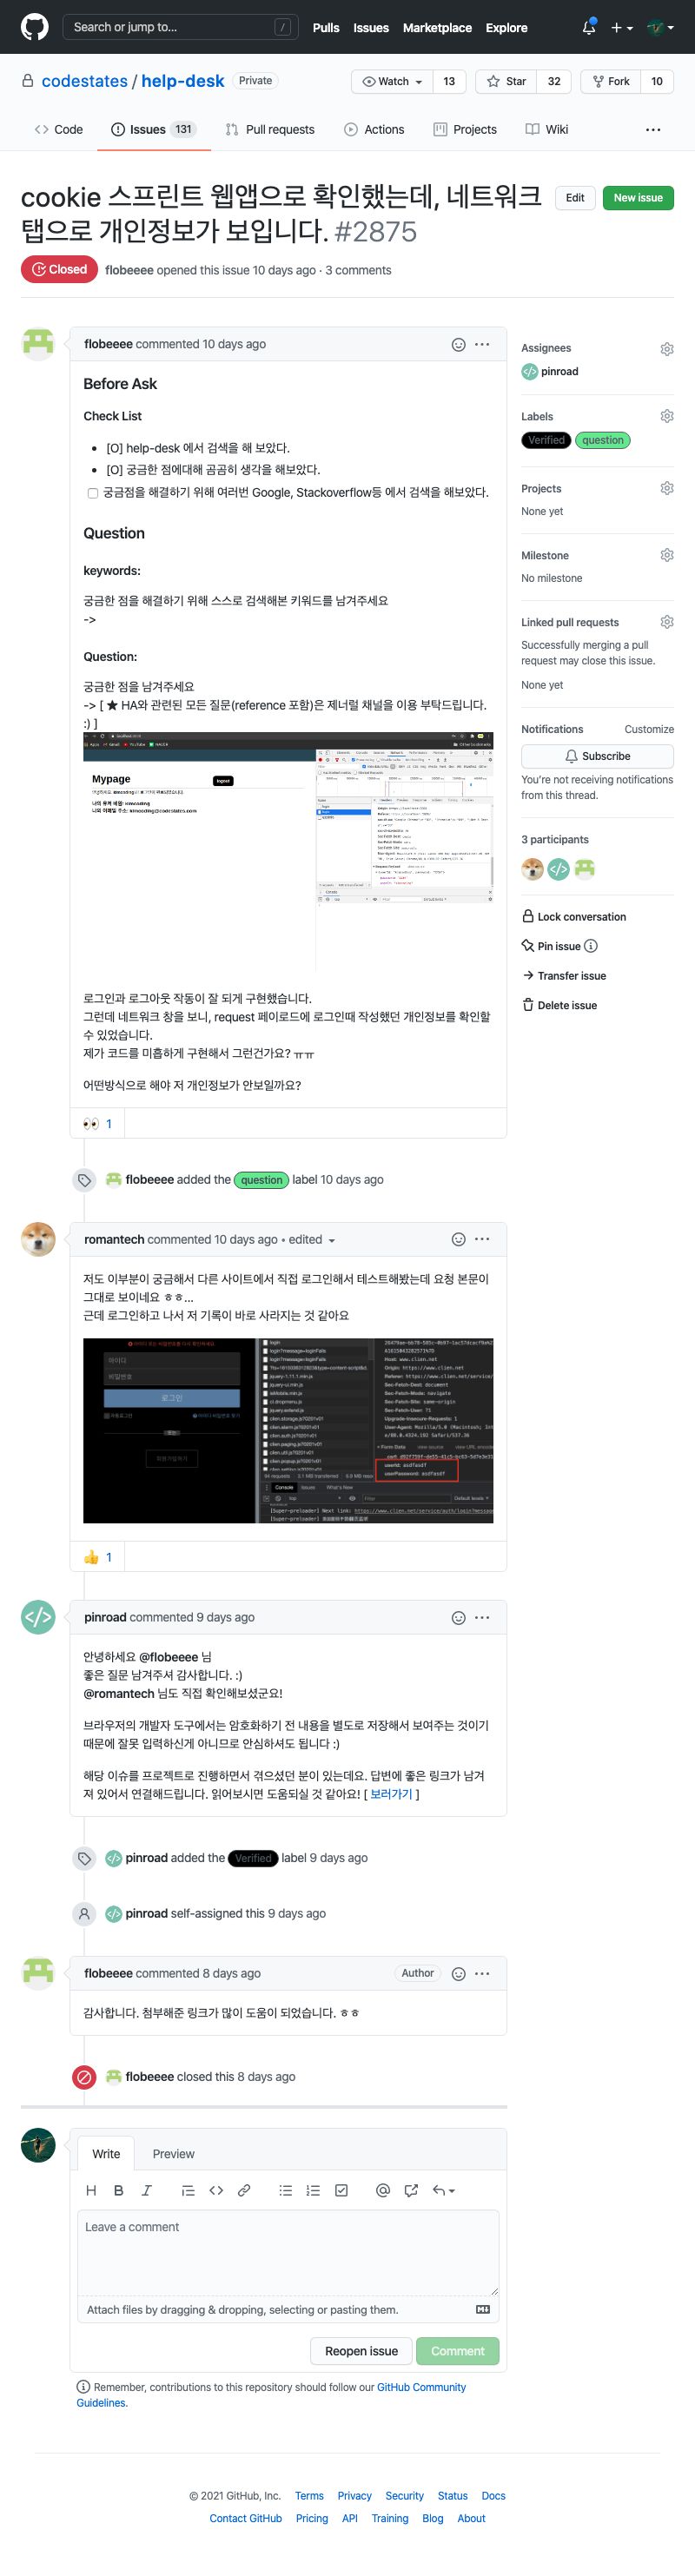 Search or jump to...
/
Pulls Issues Marketplace Explore
codestates / help-desk Private
Watch 13 Star 32 Fork 10
Code Issues 131 Pull requests Actions Projects Wiki
cookie 스프린트 웹앱으로 확인했는데, 네트워크
탭으로 개인정보가 보입니다. #2875
Edit New issue
Closed flobeeee opened this issue 10 days ago · 3 comments
flobeeee commented 10 days ago
Before Ask
Check List
[O] help-desk 에서 검색을 해 보았다.
[O] 궁금한 점에대해 곰곰히 생각을 해보았다.
궁금점을 해결하기 위해 여러번 Google, Stackoverflow등 에서 검색을 해보았다.
Question
keywords:
궁금한 점을 해결하기 위해 스스로 검색해본 키워드를 남겨주세요
->
Question:
궁금한 점을 남겨주세요
-> [ ★ HA와 관련된 모든 질문(reference 포함)은 제너럴 채널을 이용 부탁드립니다.
:) ]
Mypage
logout
로그인과 로그아웃 작동이 잘 되게 구현했습니다.
그런데 네트워크 창을 보니, request 페이로드에 로그인때 작성했던 개인정보를 확인할
수 있었습니다.
제가 코드를 미흡하게 구현해서 그런건가요? ㅠㅠ
어떤방식으로 해야 저 개인정보가 안보일까요?
1
Assignees
pinroad
Labels
Verified question
Projects
None yet
Milestone
No milestone
Linked pull requests
Successfully merging a pull
request may close this issue.
None yet
Notifications Customize
Subscribe
You're not receiving notifications
from this thread.
3 participants
Lock conversation
Pin issue
Transfer issue
Delete issue
flobeeee added the question label 10 days ago
romantech commented 10 days ago • edited
저도 이부분이 궁금해서 다른 사이트에서 직접 로그인해서 테스트해봤는데 요청 본문이
그대로 보이네요 ㅎㅎ...
근데 로그인하고 나서 저 기록이 바로 사라지는 것 같아요
아이디
비밀번호
로그인
userId: asdfasdf
userPassword: asdfasdf
Console
1
pinroad commented 9 days ago
안녕하세요 @flobeeee 님
좋은 질문 남겨주셔 감사합니다. :)
@romantech 님도 직접 확인해보셨군요!
브라우저의 개발자 도구에서는 암호화하기 전 내용을 별도로 저장해서 보여주는 것이기
때문에 잘못 입력하신게 아니므로 안심하셔도 됩니다 :)
해당 이슈를 프로젝트로 진행하면서 겪으셨던 분이 있는데요. 답변에 좋은 링크가 남겨
져 있어서 연결해드립니다. 읽어보시면 도움되실 것 같아요! [ 보러가기 ]
pinroad added the Verified label 9 days ago
pinroad self-assigned this 9 days ago
flobeeee commented 8 days ago Author
감사합니다. 첨부해준 링크가 많이 도움이 되었습니다. ㅎㅎ
flobeeee closed this 8 days ago
Write Preview
Leave a comment
Attach files by dragging & dropping, selecting or pasting them.
Reopen issue Comment
Remember, contributions to this repository should follow our GitHub Community
Guidelines.
© 2021 GitHub, Inc. Terms Privacy Security Status Docs
Contact GitHub Pricing API Training Blog About